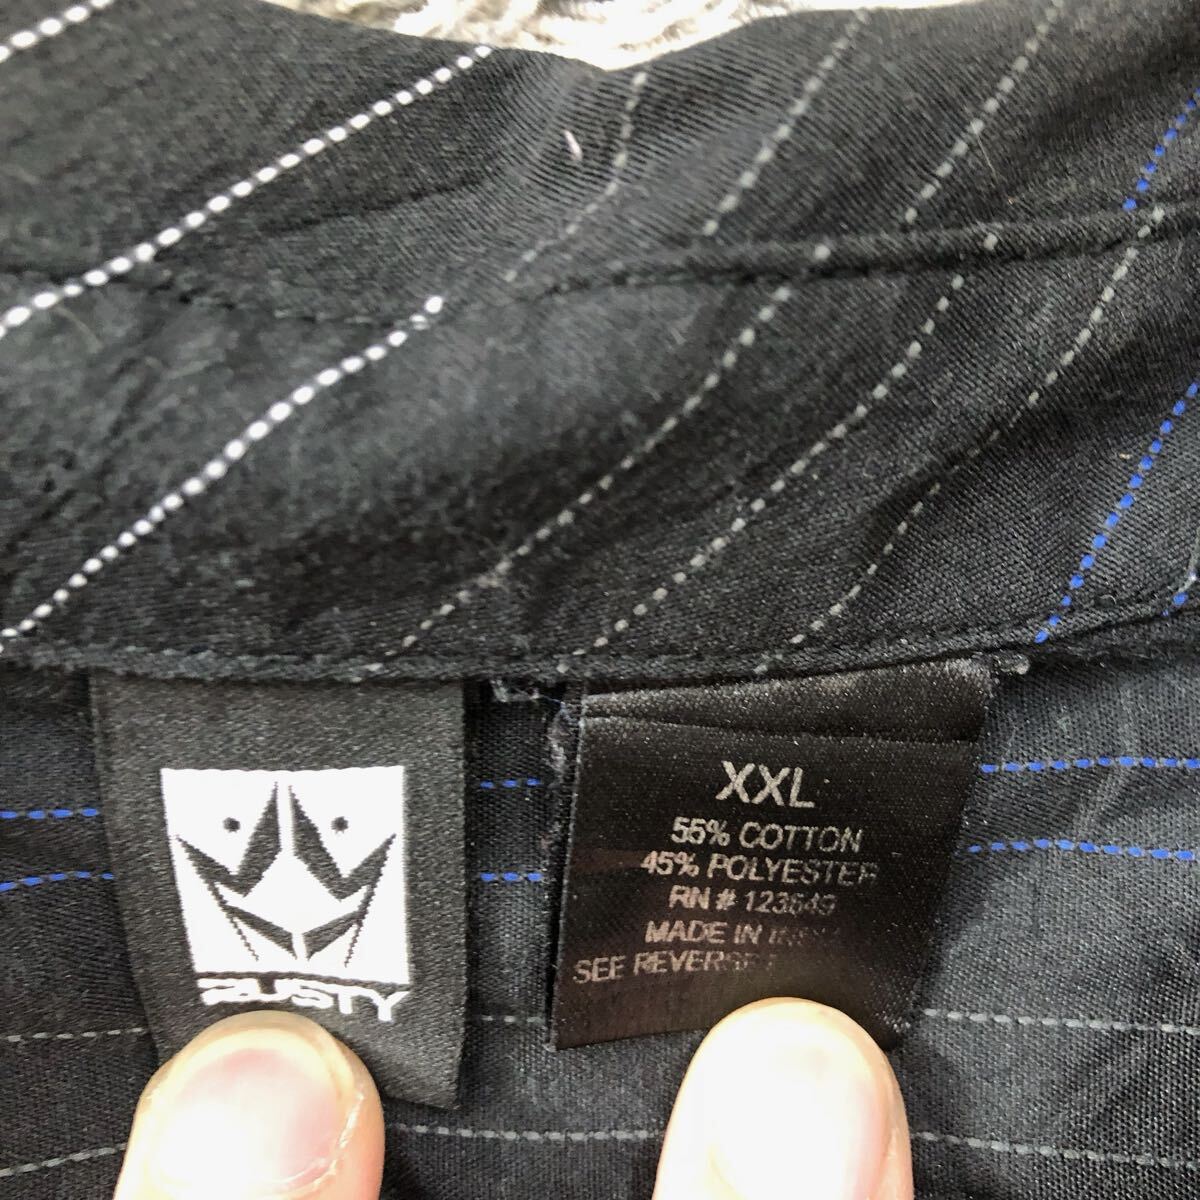 RUSTY
XXL
55% COTTON
45% POLYESTER
RN # 123649
MADE IN
SEE REVERSE